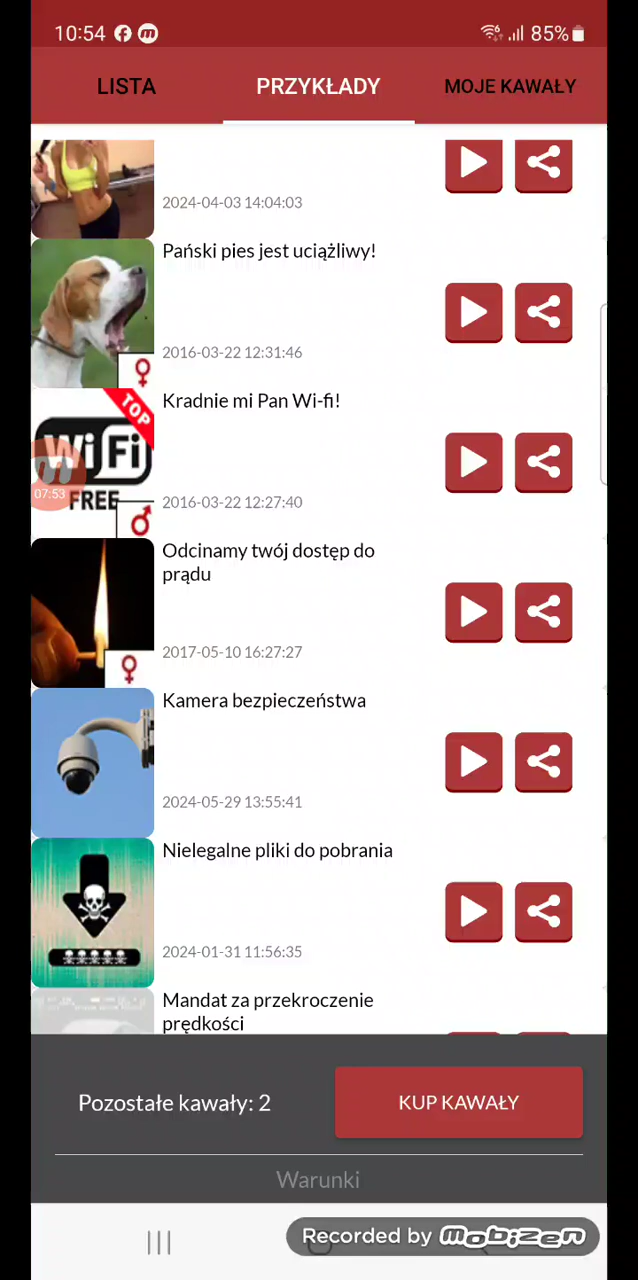 10:54
85%
LISTA
PRZYKŁADY
MOJE KAWAŁY
2024-04-03 14:04:03
Pański pies jest uciążliwy!
2016-03-22 12:31:46
Kradnie mi Pan Wi-fi!
TOP
WiFi
07:53
FREE
2016-03-22 12:27:40
Odcinamy twój dostęp do
prądu
2017-05-10 16:27:27
Kamera bezpieczeństwa
2024-05-29 13:55:41
Nielegalne pliki do pobrania
2024-01-31 11:56:35
Mandat za przekroczenie
prędkości
Pozostałe kawały: 2
KUP KAWAŁY
Warunki
Recorded by mobizen